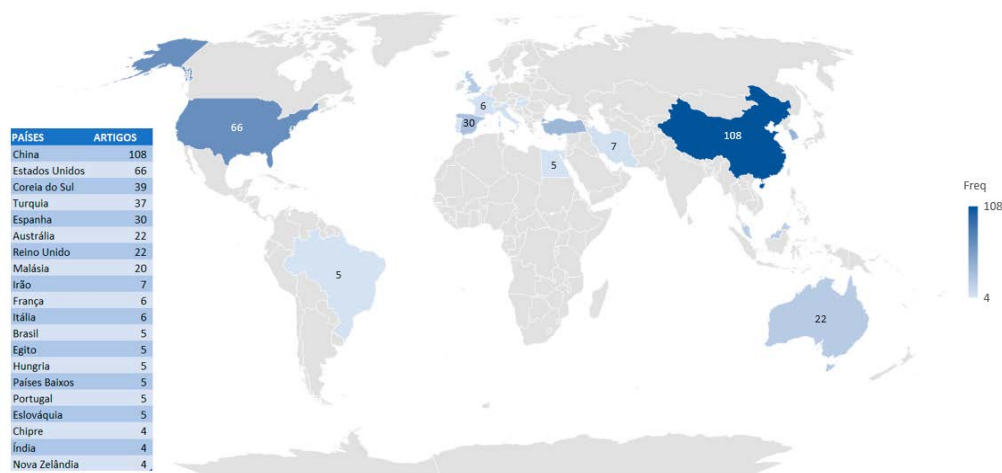 PAÍSES ARTIGOS
China 108
Estados Unidos 66
Coreia do Sul 39
Turquia 37
Espanha 30
Austrália 22
Reino Unido 22
Malásia 20
Irão 7
França 6
Itália 6
Brasil 5
Egito 5
Hungria 5
Países Baixos 5
Portugal 5
Eslováquia 5
Chipre 4
Índia 4
Nova Zelândia 4
66
6
30
5
7
108
5
22
Freq
108
4